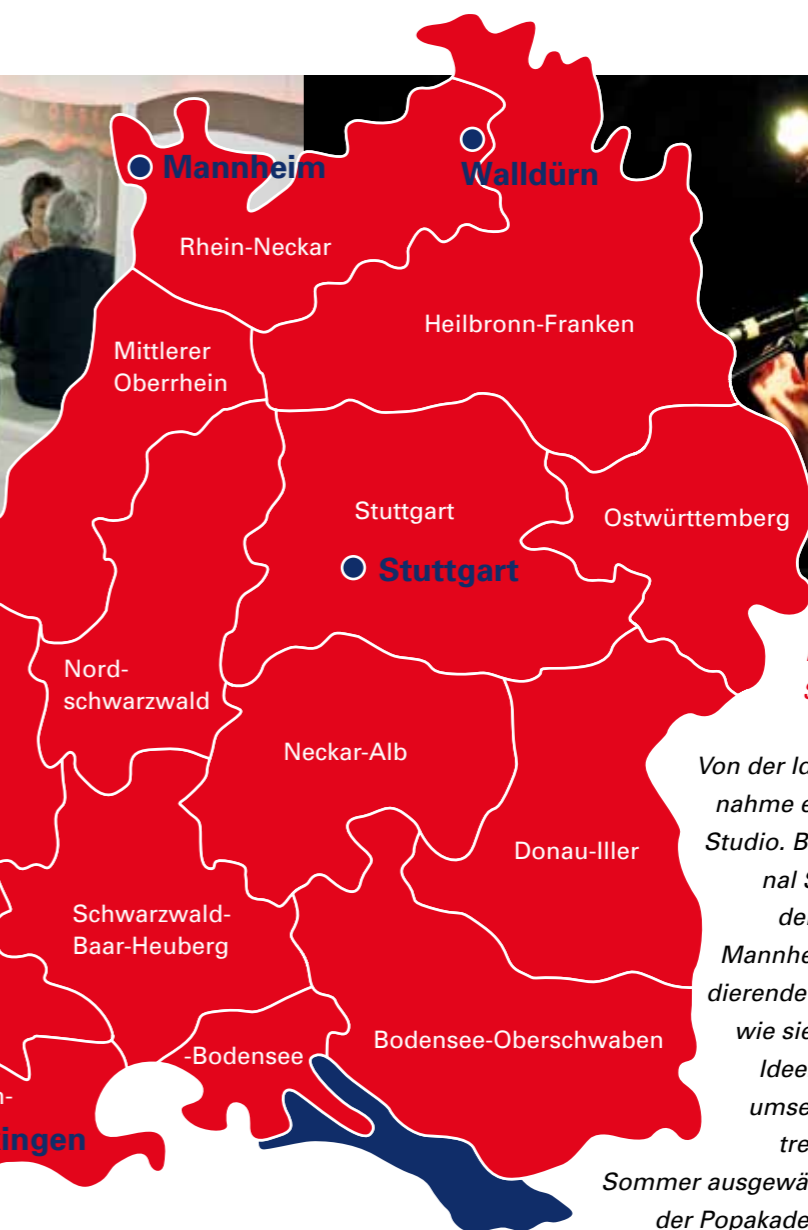 Mannheim
Walldürn
Rhein-Neckar
Heilbronn-Franken
Mittlerer
Oberrhein
Stuttgart
Ostwürttemberg
Stuttgart
Nord-
schwarzwald
Neckar-Alb
Donau-Iller
Schwarzwald-
Baar-Heuberg
Bodensee-Oberschwaben
-Bodensee
ingen
Von der Id
nahme e
Studio. B
nal S
de
Mannhe
dierende
wie sie
Idee
umse
tre
Sommer ausgewä
der Popakade